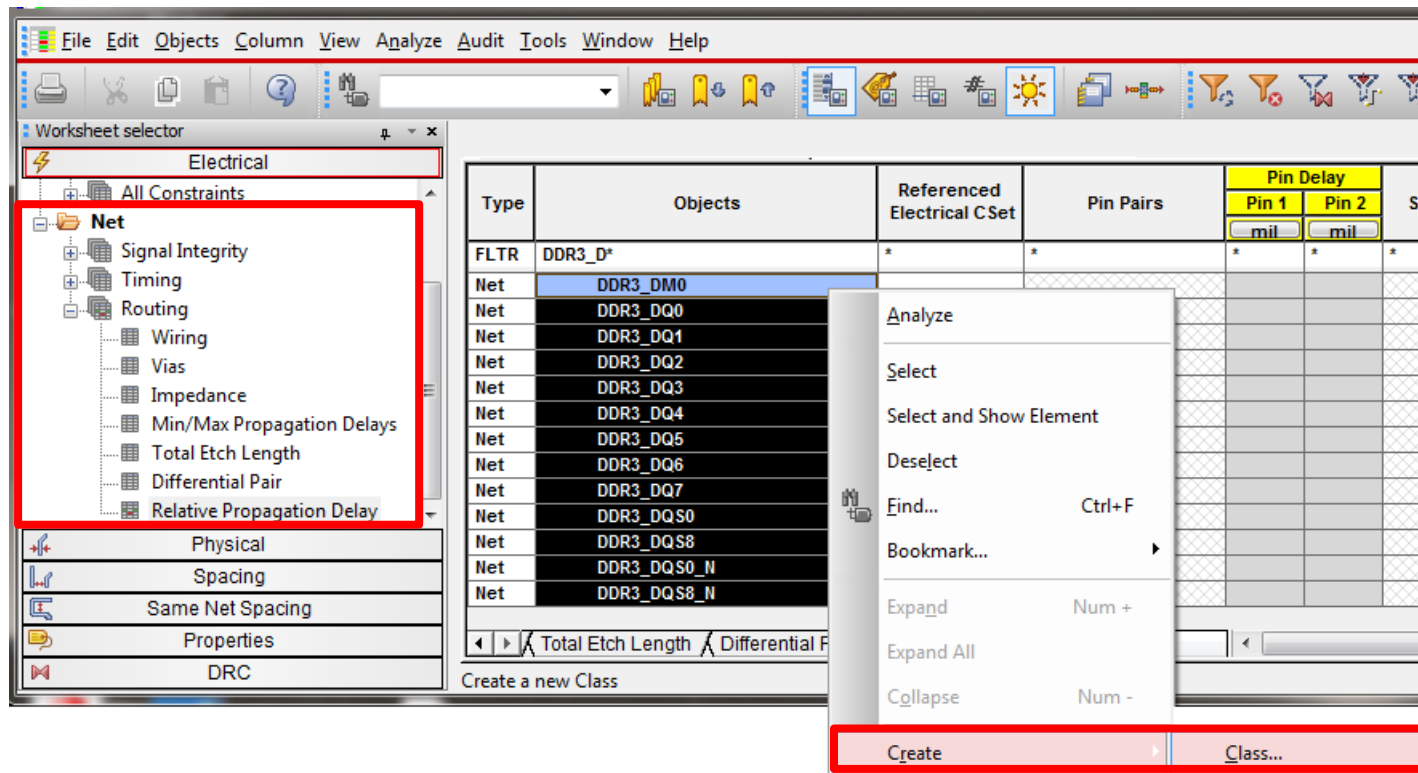 File Edit Objects Column View Analyze Audit Tools Window Help
Worksheet selector
Electrical
All Constraints
Net
Signal Integrity
Timing
Routing
Wiring
Vias
Impedance
Min/Max Propagation Delays
Total Etch Length
Differential Pair
Relative Propagation Delay
Physical
Spacing
Same Net Spacing
Properties
DRC
Type Objects Referenced Electrical CSet Pin Pairs Pin Delay S
Pin 1 Pin 2
mil mil
FLTR DDR3_D* * * * * *
Net DDR3_DM0
Net DDR3_DQ0
Net DDR3_DQ1
Net DDR3_DQ2
Net DDR3_DQ3
Net DDR3_DQ4
Net DDR3_DQ5
Net DDR3_DQ6
Net DDR3_DQ7
Net DDR3_DQS0
Net DDR3_DQS8
Net DDR3_DQS0_N
Net DDR3_DQS8_N
Total Etch Length Differential P
Create a new Class
Analyze
Select
Select and Show Element
Deselect
Find... Ctrl+F
Bookmark...
Expand Num +
Expand All
Collapse Num -
Create Class...